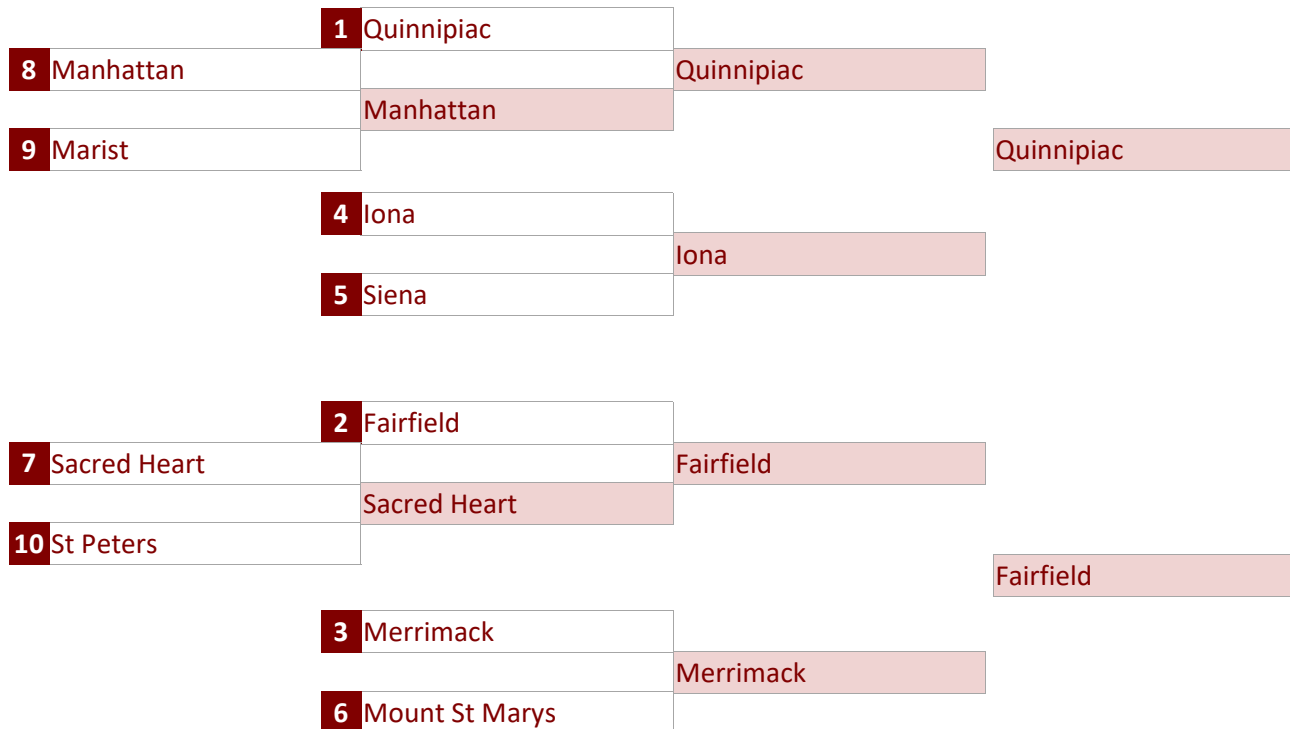 1 Quinnipiac
8 Manhattan
Quinnipiac
Manhattan
9 Marist
Quinnipiac
4 Iona
Iona
5 Siena
2 Fairfield
7 Sacred Heart
Fairfield
Sacred Heart
10 St Peters
Fairfield
3 Merrimack
Merrimack
6 Mount St Marys